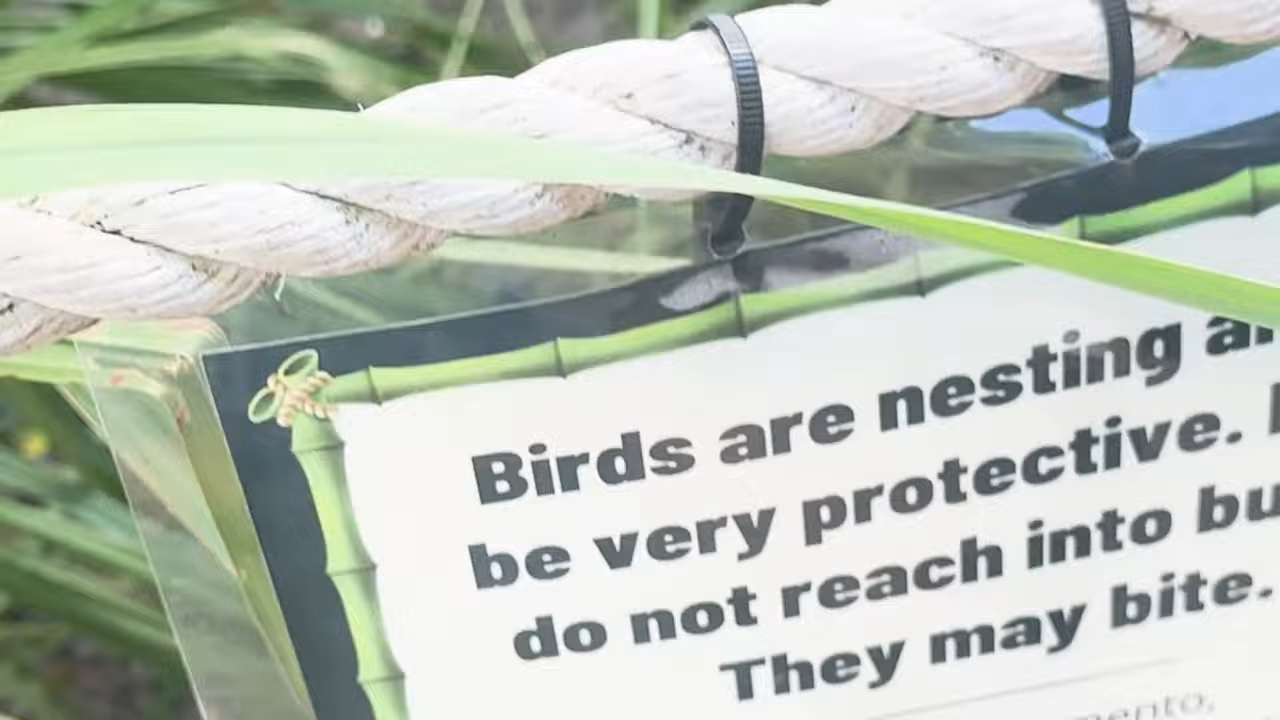 Birds are nesting
be very protective.
do not reach into
They may bite.